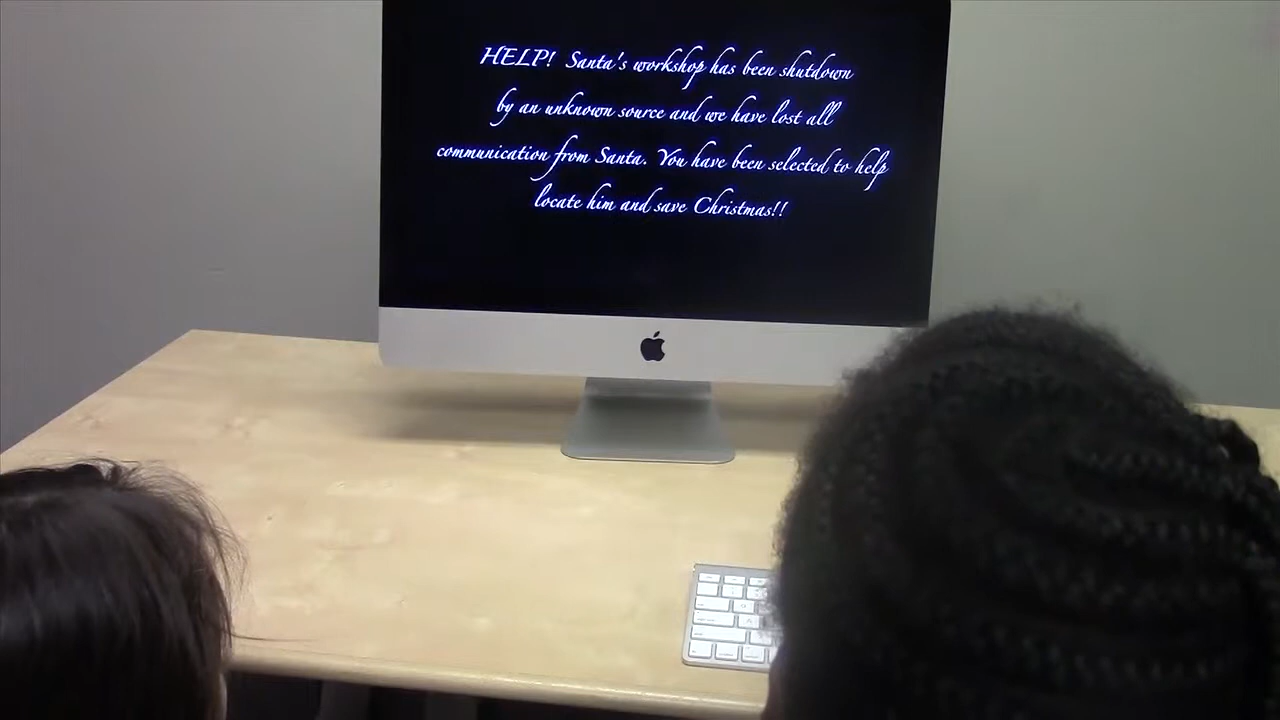 HELP! Santa's workshop has been shutdown
by an unknown source and we have lost all
communication from Santa. You have been selected to help
locate him and save Christmas!!